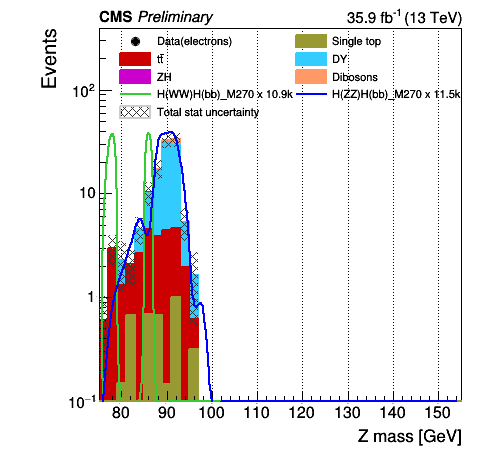 CMS Preliminary 35.9 fb⁻¹ (13 TeV)
Events
Data(electrons) Single top
tt̄ DY
ZH Dibosons
H(WW)H(bb)_M270 x 10.9k H(ZZ)H(bb)_M270 x 11.5k
Total stat uncertainty
10²
10
1
10⁻¹
80 90 100 110 120 130 140 150
Z mass [GeV]